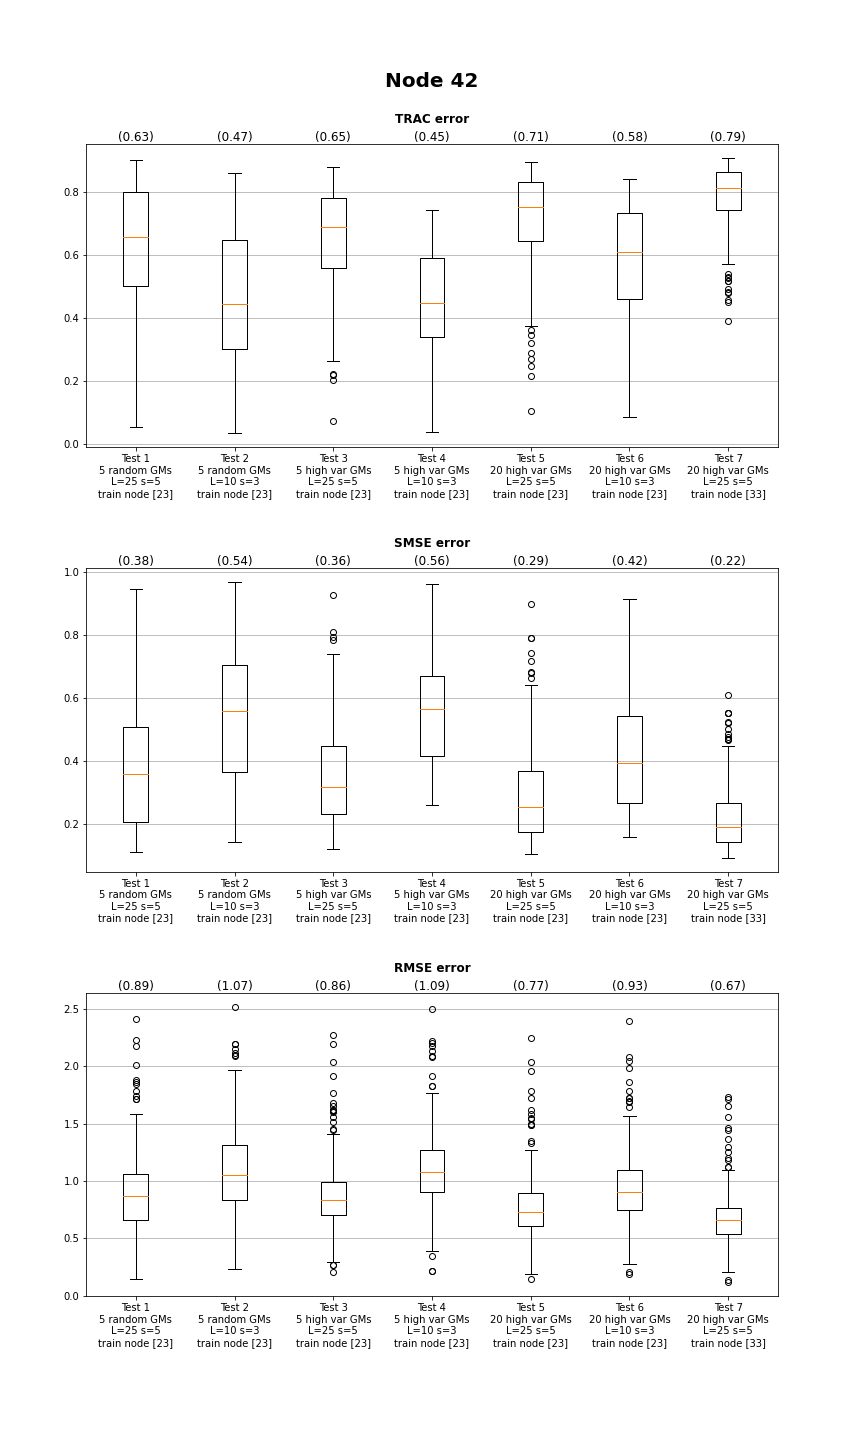 Node 42
TRAC error
(0.63) (0.47) (0.65) (0.45) (0.71) (0.58) (0.79)
0.8
0.6
0.4
0.2
0.0
Test 1 Test 2 Test 3 Test 4 Test 5 Test 6 Test 7
5 random GMs 5 random GMs 5 high var GMs 5 high var GMs 20 high var GMs 20 high var GMs 20 high var GMs
L=25 s=5 L=10 s=3 L=25 s=5 L=10 s=3 L=25 s=5 L=10 s=3 L=25 s=5
train node [23] train node [23] train node [23] train node [23] train node [23] train node [23] train node [33]
SMSE error
(0.38) (0.54) (0.36) (0.56) (0.29) (0.42) (0.22)
1.0
0.8
0.6
0.4
0.2
Test 1 Test 2 Test 3 Test 4 Test 5 Test 6 Test 7
5 random GMs 5 random GMs 5 high var GMs 5 high var GMs 20 high var GMs 20 high var GMs 20 high var GMs
L=25 s=5 L=10 s=3 L=25 s=5 L=10 s=3 L=25 s=5 L=10 s=3 L=25 s=5
train node [23] train node [23] train node [23] train node [23] train node [23] train node [23] train node [33]
RMSE error
(0.89) (1.07) (0.86) (1.09) (0.77) (0.93) (0.67)
2.5
2.0
1.5
1.0
0.5
0.0
Test 1 Test 2 Test 3 Test 4 Test 5 Test 6 Test 7
5 random GMs 5 random GMs 5 high var GMs 5 high var GMs 20 high var GMs 20 high var GMs 20 high var GMs
L=25 s=5 L=10 s=3 L=25 s=5 L=10 s=3 L=25 s=5 L=10 s=3 L=25 s=5
train node [23] train node [23] train node [23] train node [23] train node [23] train node [23] train node [33]